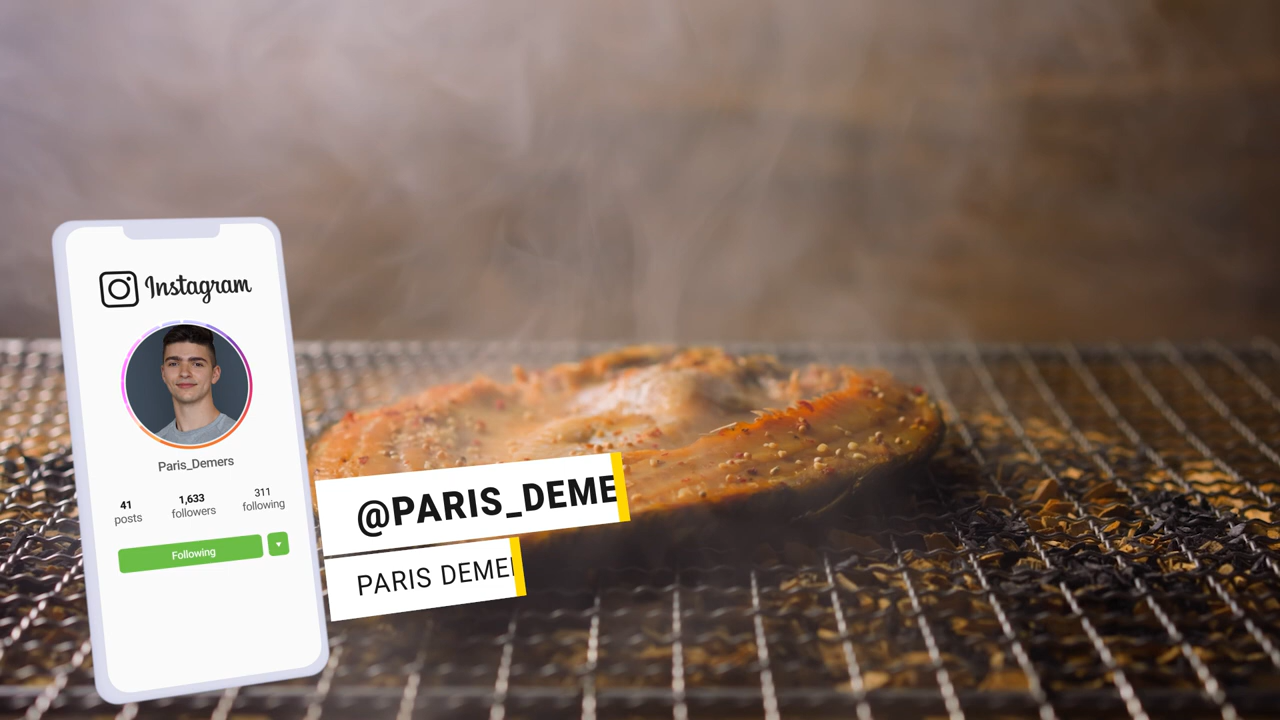 Instagram
Paris_Demers
41
posts
1,633
followers
311
following
Following
@PARIS_DEME
PARIS DEME